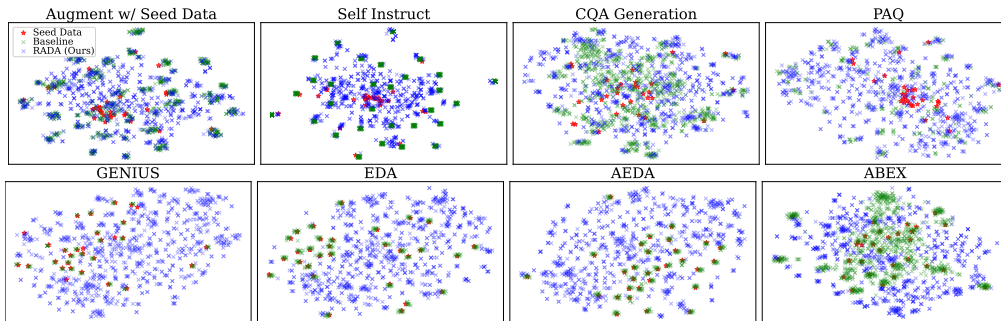 Augment w/ Seed Data
Self Instruct
CQA Generation
PAQ
Seed Data
Baseline
RADA (Ours)
GENIUS
EDA
AEDA
ABEX